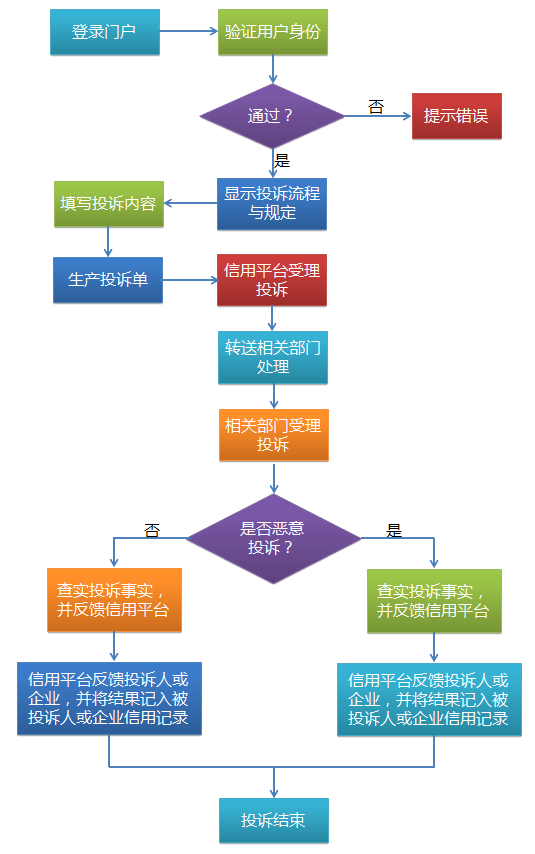 登录门户
验证用户身份
通过？
否
提示错误
是
显示投诉流程
与规定
填写投诉内容
生产投诉单
信用平台受理
投诉
转送相关部门
处理
相关部门受理
投诉
是否恶意
投诉？
否
是
查实投诉事实，
并反馈信用平台
查实投诉事实，
并反馈信用平台
信用平台反馈投诉人或
企业，并将结果记入被
投诉人或企业信用记录
信用平台反馈投诉人或
企业，并将结果记入被
投诉人或企业信用记录
投诉结束